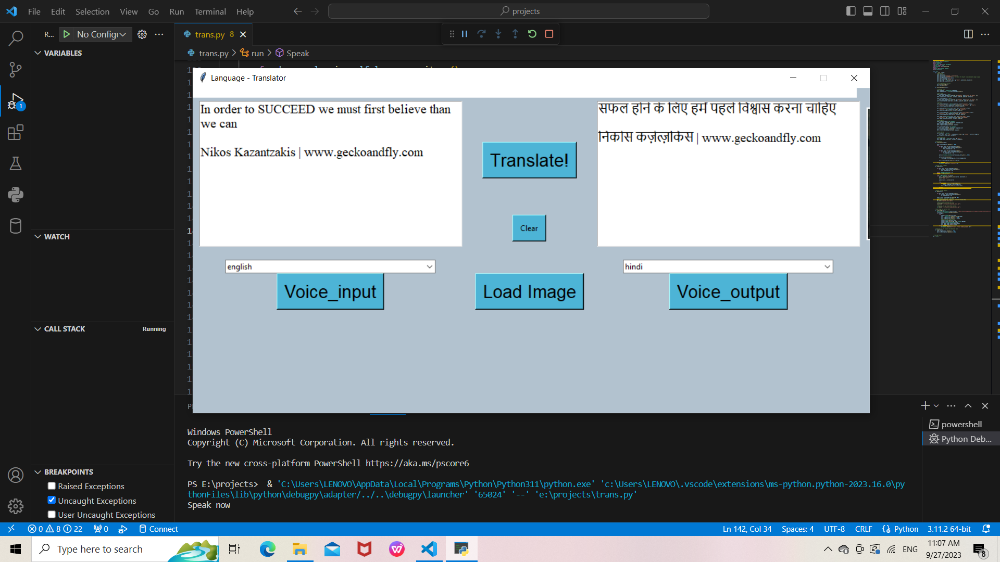 File Edit Selection View Go Run Terminal Help
projects
R... No Config
trans.py 8
trans.py > run > Speak
VARIABLES
WATCH
CALL STACK Running
BREAKPOINTS
Raised Exceptions
Uncaught Exceptions
User Uncaught Exceptions
1
Language - Translator
In order to SUCCEED we must first believe than
we can
Nikos Kazantzakis | www.geckoandfly.com
Translate!
Clear
सफल होने के लिए हमें पहले विश्वास करना चाहिए
निकोस कज़ंत्ज़ाकिस | www.geckoandfly.com
english
hindi
Voice_input
Load Image
Voice_output
powershell
Python Deb...
Windows PowerShell
Copyright (C) Microsoft Corporation. All rights reserved.
Try the new cross-platform PowerShell https://aka.ms/pscore6
PS E:\projects> & 'C:\Users\LENOVO\AppData\Local\Programs\Python\Python311\python.exe' 'c:\Users\LENOVO\.vscode\extensions\ms-python.python-2023.16.0\py
thonFiles\lib\python\debugpy\adapter/../..\debugpy\launcher' '65024' '--' 'e:\projects\trans.py'
Speak now
0 8 22 0 Connect
Ln 142, Col 34 Spaces: 4 UTF-8 CRLF Python 3.11.2 64-bit
Type here to search
ENG
11:07 AM
9/27/2023
8